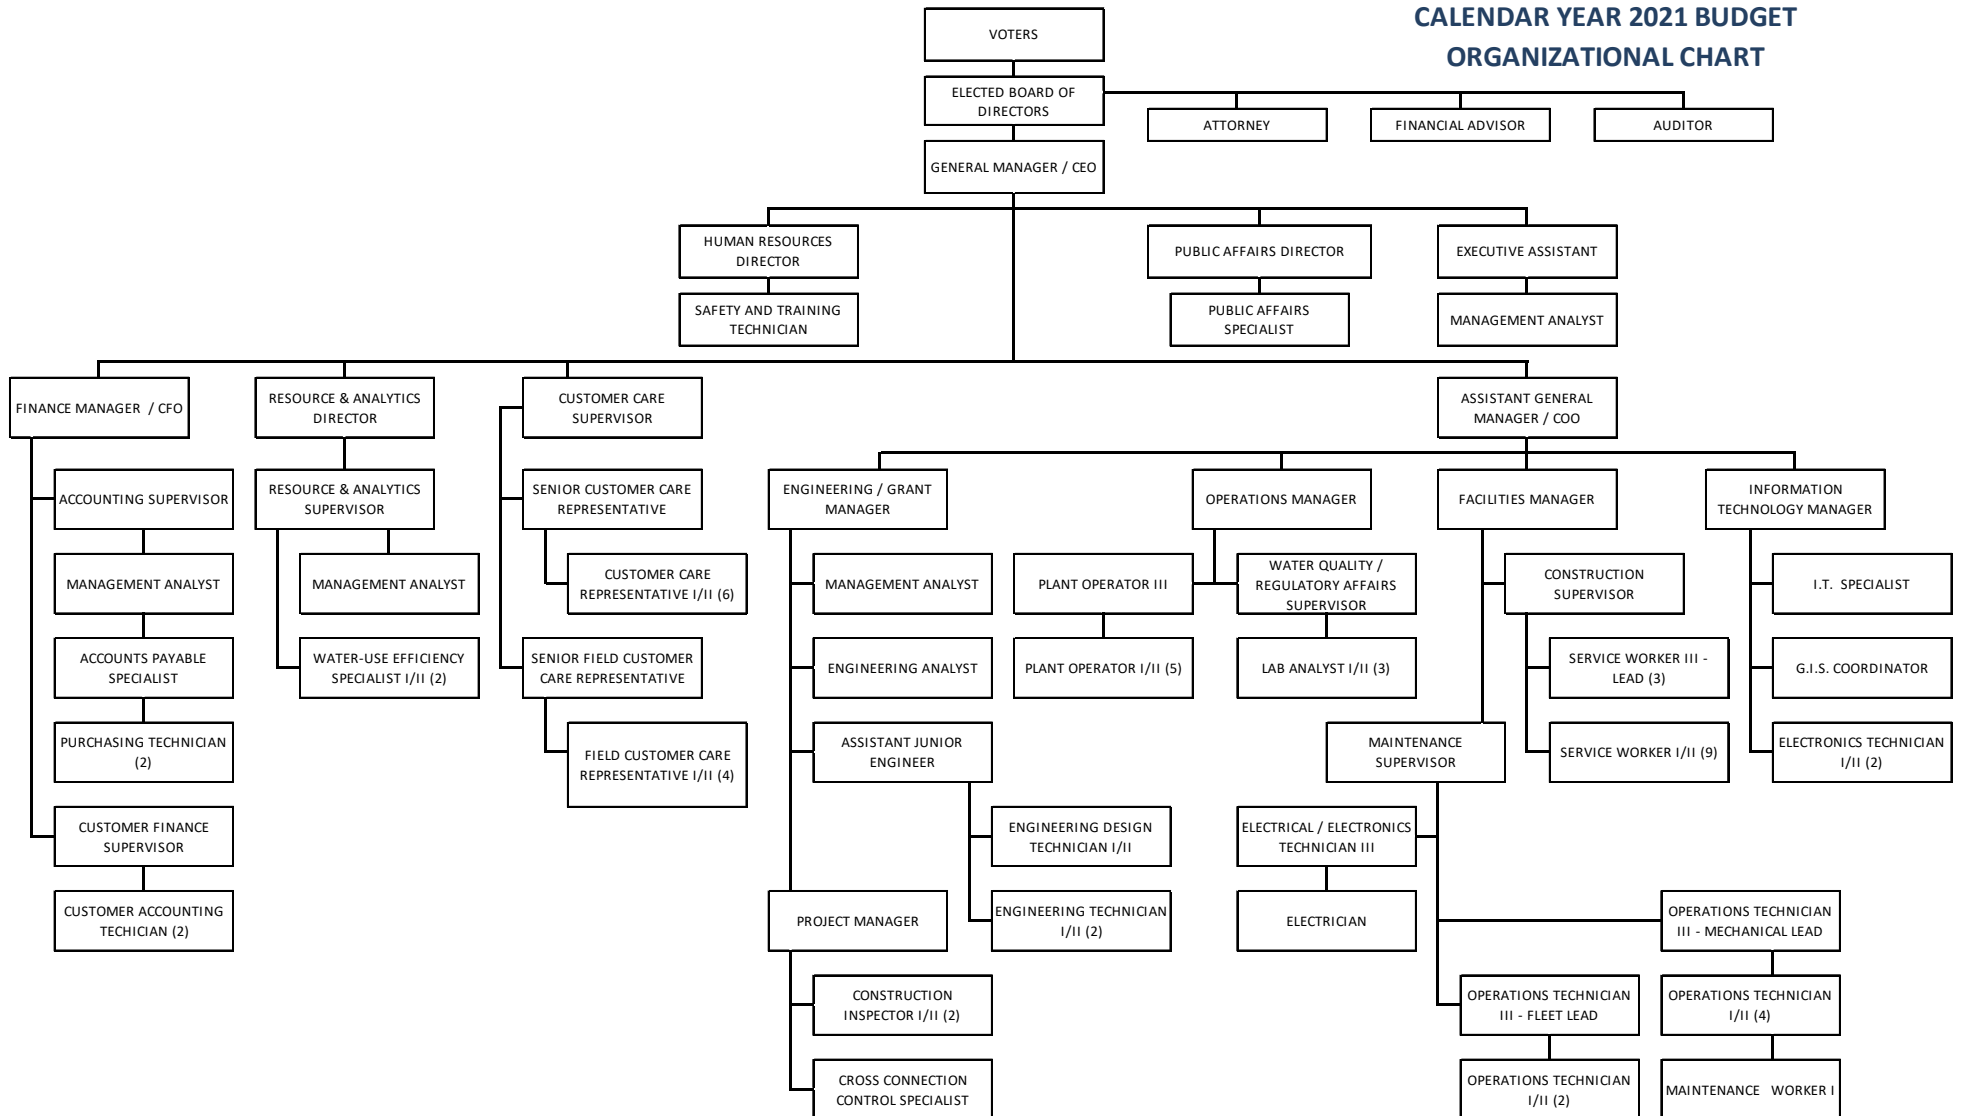 CALENDAR YEAR 2021 BUDGET
ORGANIZATIONAL CHART
VOTERS
ELECTED BOARD OF
DIRECTORS
ATTORNEY
FINANCIAL ADVISOR
AUDITOR
GENERAL MANAGER / CEO
HUMAN RESOURCES
DIRECTOR
PUBLIC AFFAIRS DIRECTOR
EXECUTIVE ASSISTANT
SAFETY AND TRAINING
TECHNICIAN
PUBLIC AFFAIRS
SPECIALIST
MANAGEMENT ANALYST
FINANCE MANAGER / CFO
RESOURCE & ANALYTICS
DIRECTOR
CUSTOMER CARE
SUPERVISOR
ASSISTANT GENERAL
MANAGER / COO
ACCOUNTING SUPERVISOR
RESOURCE & ANALYTICS
SUPERVISOR
SENIOR CUSTOMER CARE
REPRESENTATIVE
ENGINEERING / GRANT
MANAGER
OPERATIONS MANAGER
FACILITIES MANAGER
INFORMATION
TECHNOLOGY MANAGER
MANAGEMENT ANALYST
MANAGEMENT ANALYST
CUSTOMER CARE
REPRESENTATIVE I/II (6)
MANAGEMENT ANALYST
PLANT OPERATOR III
WATER QUALITY /
REGULATORY AFFAIRS
SUPERVISOR
CONSTRUCTION
SUPERVISOR
I.T. SPECIALIST
ACCOUNTS PAYABLE
SPECIALIST
WATER-USE EFFICIENCY
SPECIALIST I/II (2)
SENIOR FIELD CUSTOMER
CARE REPRESENTATIVE
ENGINEERING ANALYST
PLANT OPERATOR I/II (5)
LAB ANALYST I/II (3)
SERVICE WORKER III -
LEAD (3)
G.I.S. COORDINATOR
PURCHASING TECHNICIAN
(2)
FIELD CUSTOMER CARE
REPRESENTATIVE I/II (4)
ASSISTANT JUNIOR
ENGINEER
MAINTENANCE
SUPERVISOR
SERVICE WORKER I/II (9)
ELECTRONICS TECHNICIAN
I/II (2)
CUSTOMER FINANCE
SUPERVISOR
ENGINEERING DESIGN
TECHNICIAN I/II
ELECTRICAL / ELECTRONICS
TECHNICIAN III
CUSTOMER ACCOUNTING
TECHICIAN (2)
PROJECT MANAGER
ENGINEERING TECHNICIAN
I/II (2)
ELECTRICIAN
OPERATIONS TECHNICIAN
III - MECHANICAL LEAD
CONSTRUCTION
INSPECTOR I/II (2)
OPERATIONS TECHNICIAN
III - FLEET LEAD
OPERATIONS TECHNICIAN
I/II (4)
CROSS CONNECTION
CONTROL SPECIALIST
OPERATIONS TECHNICIAN
I/II (2)
MAINTENANCE WORKER I